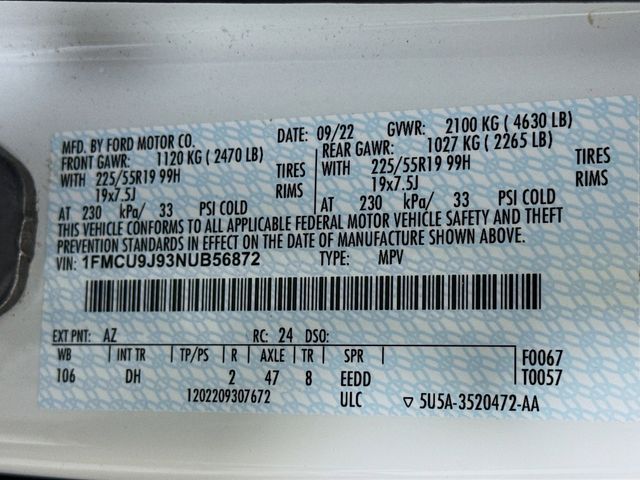 MFD. BY FORD MOTOR CO.
DATE: 09/22 GVWR: 2100 KG ( 4630 LB)
FRONT GAWR: 1120 KG ( 2470 LB)
REAR GAWR: 1027 KG ( 2265 LB)
WITH 225/55R19 99H TIRES
WITH 225/55R19 99H TIRES
19x7.5J RIMS
19x7.5J RIMS
AT 230 kPa/ 33 PSI COLD
AT 230 kPa/ 33 PSI COLD
THIS VEHICLE CONFORMS TO ALL APPLICABLE FEDERAL MOTOR VEHICLE SAFETY AND THEFT
PREVENTION STANDARDS IN EFFECT ON THE DATE OF MANUFACTURE SHOWN ABOVE.
VIN: 1FMCU9J93NUB56872 TYPE: MPV
EXT PNT: AZ RC: 24 DSO:
WB INT TR TP/PS R AXLE TR SPR F0067
106 DH 2 47 8 EEDD T0057
1202209307672 ULC ▽ 5U5A-3520472-AA